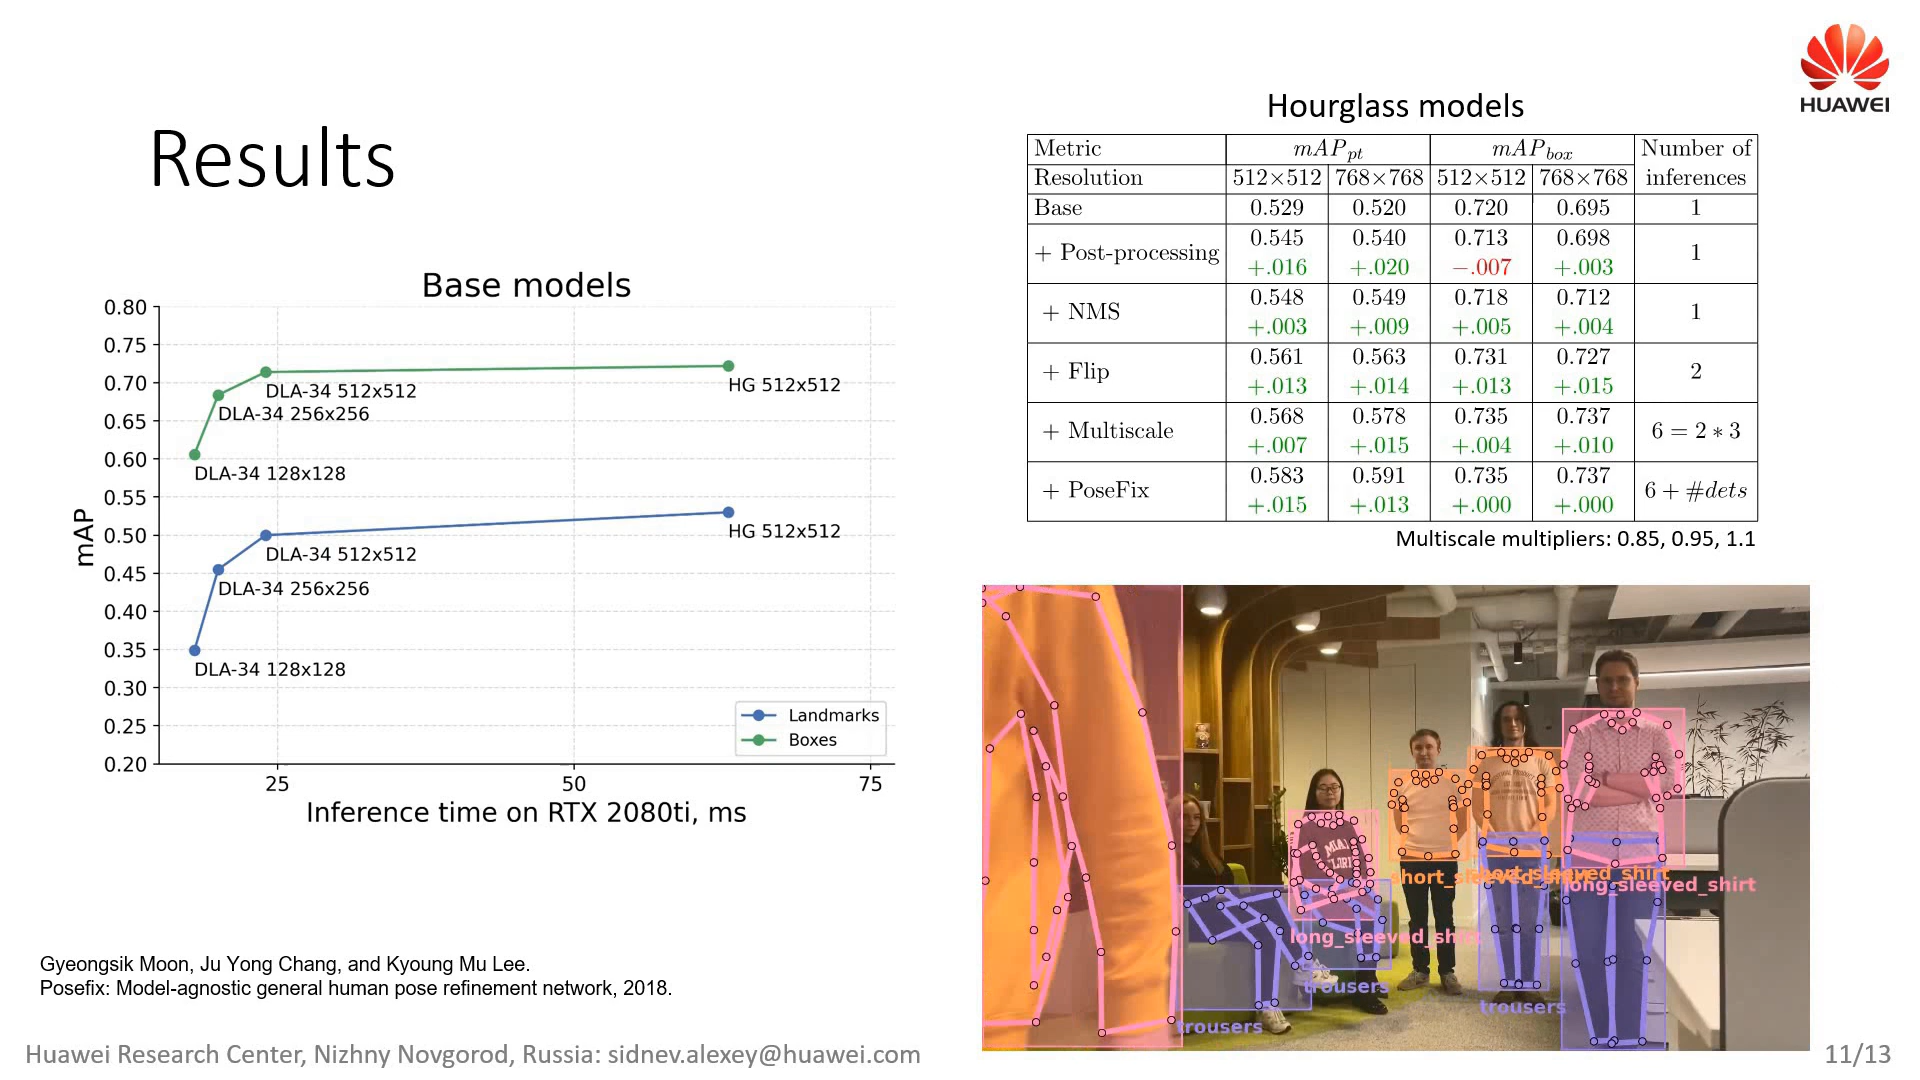 HUAWEI
Results
Hourglass models
Metric mAP_pt mAP_box Number of
Resolution 512×512 768×768 512×512 768×768 inferences
Base 0.529 0.520 0.720 0.695 1
+ Post-processing 0.545 0.540 0.713 0.698 1
+.016 +.020 −.007 +.003
+ NMS 0.548 0.549 0.718 0.712 1
+.003 +.009 +.005 +.004
+ Flip 0.561 0.563 0.731 0.727 2
+.013 +.014 +.013 +.015
+ Multiscale 0.568 0.578 0.735 0.737 6 = 2 * 3
+.007 +.015 +.004 +.010
+ PoseFix 0.583 0.591 0.735 0.737 6 + #dets
+.015 +.013 +.000 +.000
Multiscale multipliers: 0.85, 0.95, 1.1
Base models
mAP
0.80
0.75
0.70
0.65
0.60
0.55
0.50
0.45
0.40
0.35
0.30
0.25
0.20
DLA-34 512x512
HG 512x512
DLA-34 256x256
DLA-34 128x128
HG 512x512
DLA-34 512x512
DLA-34 256x256
DLA-34 128x128
Landmarks
Boxes
25 50 75
Inference time on RTX 2080ti, ms
short_sleeved_shirt
long_sleeved_shirt
long_sleeved_shirt
trousers
trousers
trousers
Gyeongsik Moon, Ju Yong Chang, and Kyoung Mu Lee.
Posefix: Model-agnostic general human pose refinement network, 2018.
Huawei Research Center, Nizhny Novgorod, Russia: sidnev.alexey@huawei.com
11/13